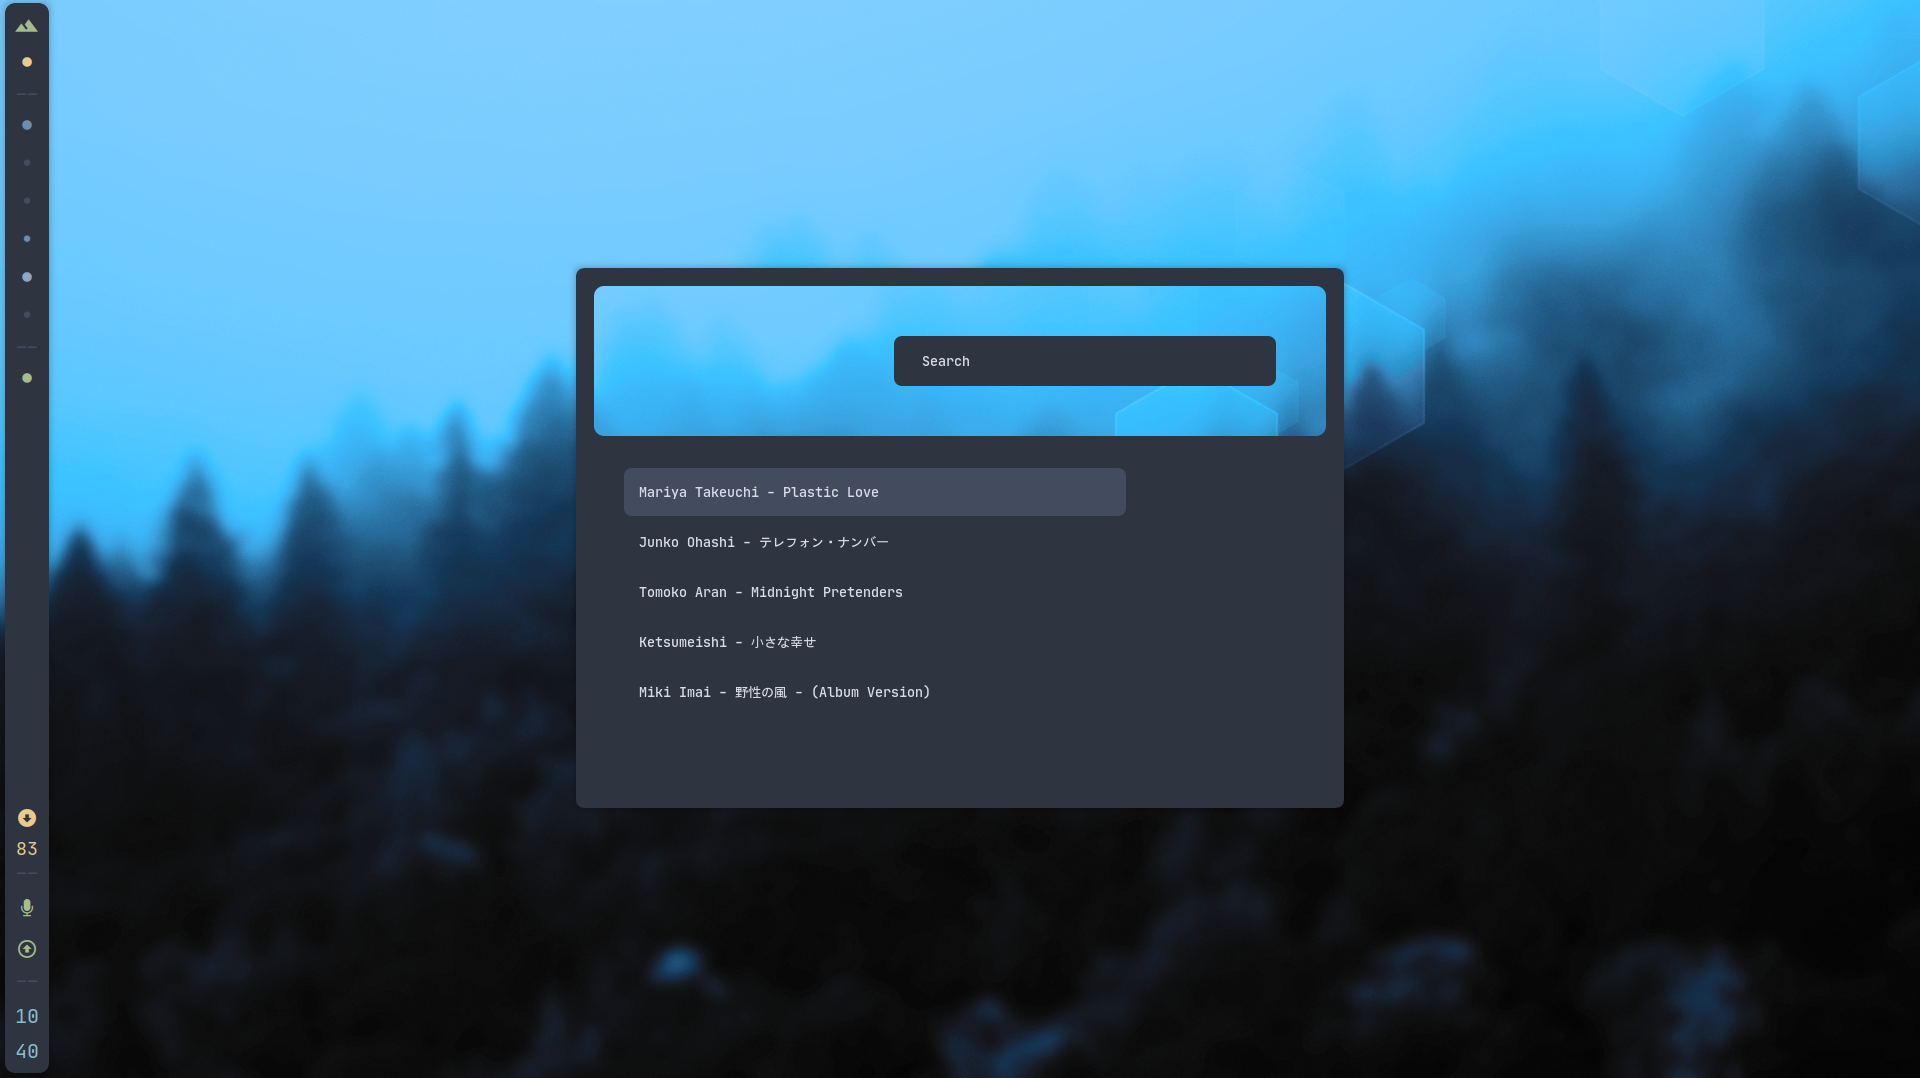 Search
Mariya Takeuchi - Plastic Love
Junko Ohashi - テレフォン・ナンバー
Tomoko Aran - Midnight Pretenders
Ketsumeishi - 小さな幸せ
Miki Imai - 野性の風 - (Album Version)
83
10
40